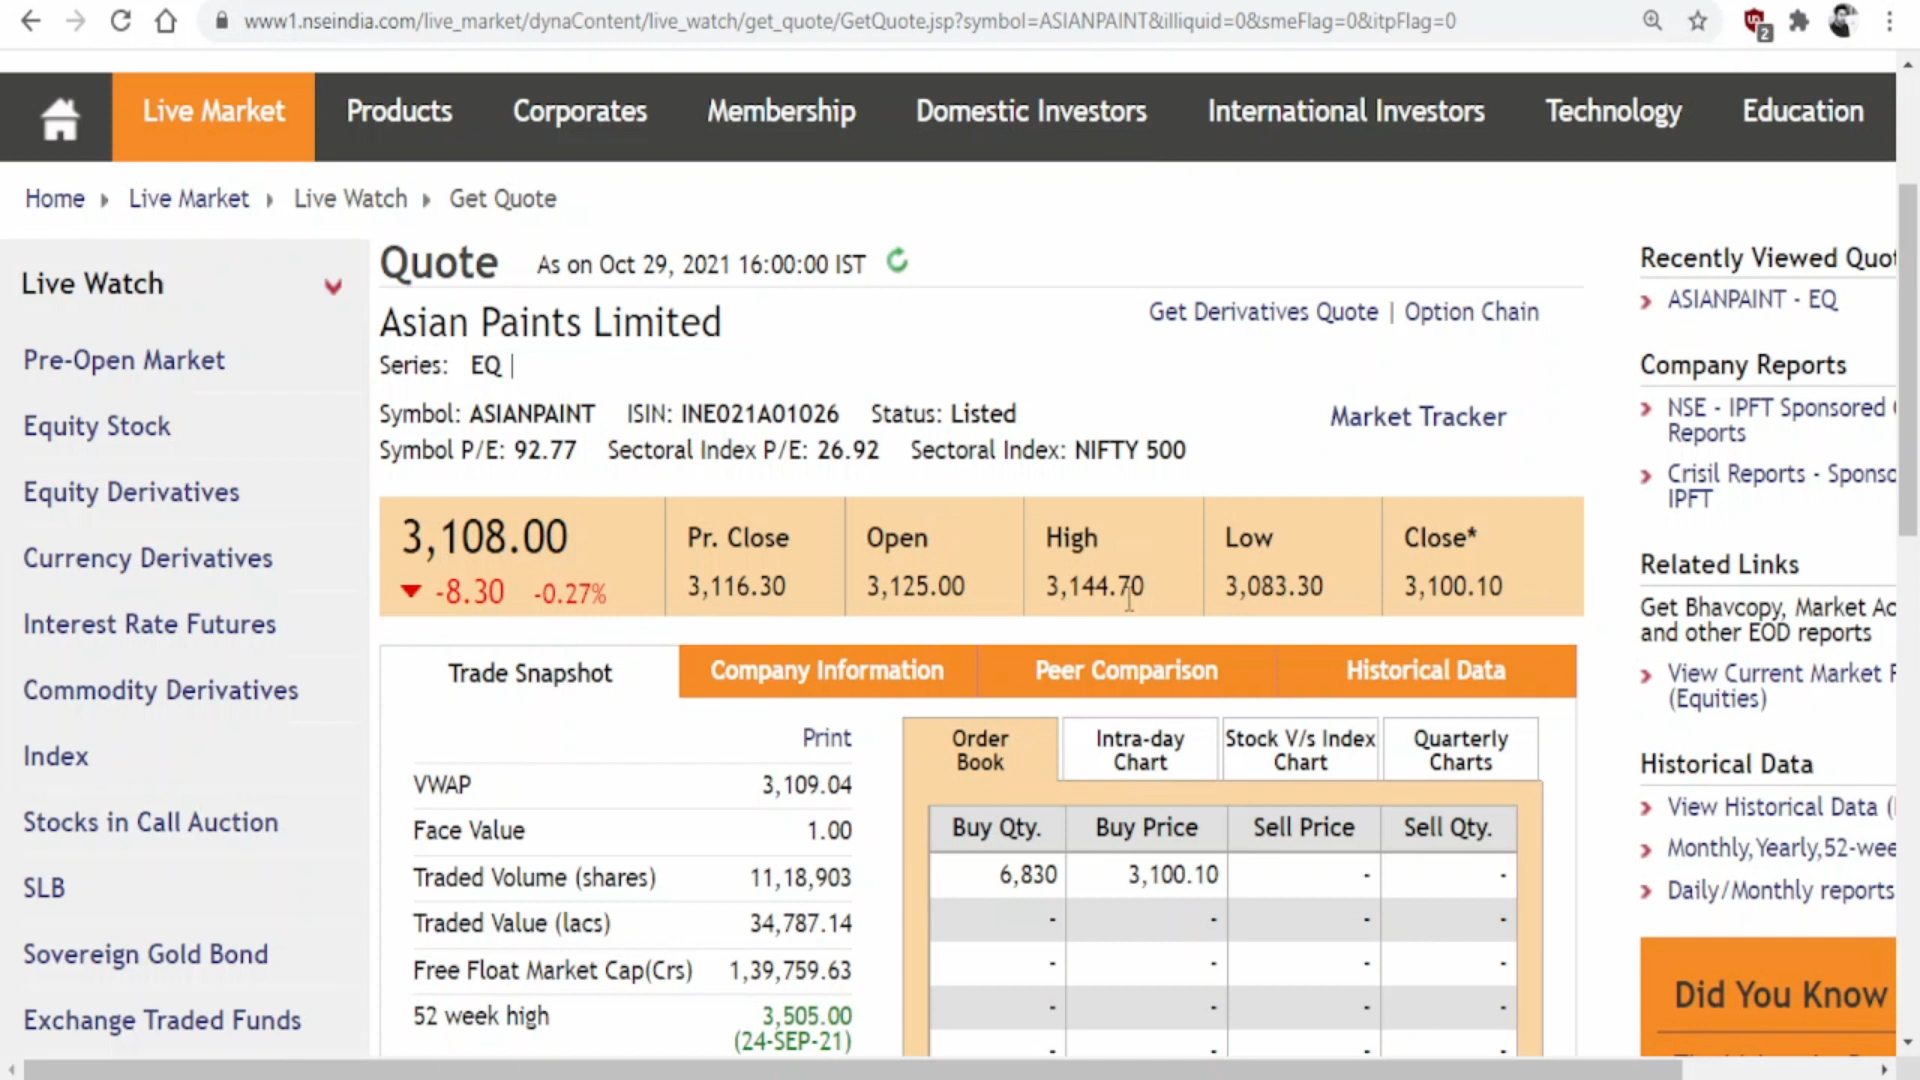 www1.nseindia.com/live_market/dynaContent/live_watch/get_quote/GetQuote.jsp?symbol=ASIANPAINT&illiquid=0&smeFlag=0&itpFlag=0
2
Live Market Products Corporates Membership Domestic Investors International Investors Technology Education
Home Live Market Live Watch Get Quote
Live Watch
Pre-Open Market
Equity Stock
Equity Derivatives
Currency Derivatives
Interest Rate Futures
Commodity Derivatives
Index
Stocks in Call Auction
SLB
Sovereign Gold Bond
Exchange Traded Funds
Quote As on Oct 29, 2021 16:00:00 IST
Asian Paints Limited
Get Derivatives Quote | Option Chain
Series: EQ |
Symbol: ASIANPAINT ISIN: INE021A01026 Status: Listed
Market Tracker
Symbol P/E: 92.77 Sectoral Index P/E: 26.92 Sectoral Index: NIFTY 500
3,108.00 Pr. Close Open High Low Close*
-8.30 -0.27% 3,116.30 3,125.00 3,144.70 3,083.30 3,100.10
Trade Snapshot Company Information Peer Comparison Historical Data
Print
VWAP 3,109.04
Face Value 1.00
Traded Volume (shares) 11,18,903
Traded Value (lacs) 34,787.14
Free Float Market Cap(Crs) 1,39,759.63
52 week high 3,505.00
(24-SEP-21)
Order Book
Intra-day Chart
Stock V/s Index Chart
Quarterly Charts
Buy Qty. Buy Price Sell Price Sell Qty.
6,830 3,100.10 - -
- - - -
- - - -
- - - -
- - - -
Recently Viewed Quot
ASIANPAINT - EQ
Company Reports
NSE - IPFT Sponsored
Reports
Crisil Reports - Sponso
IPFT
Related Links
Get Bhavcopy, Market Ac
and other EOD reports
View Current Market
(Equities)
Historical Data
View Historical Data (
Monthly,Yearly,52-wee
Daily/Monthly reports
Did You Know